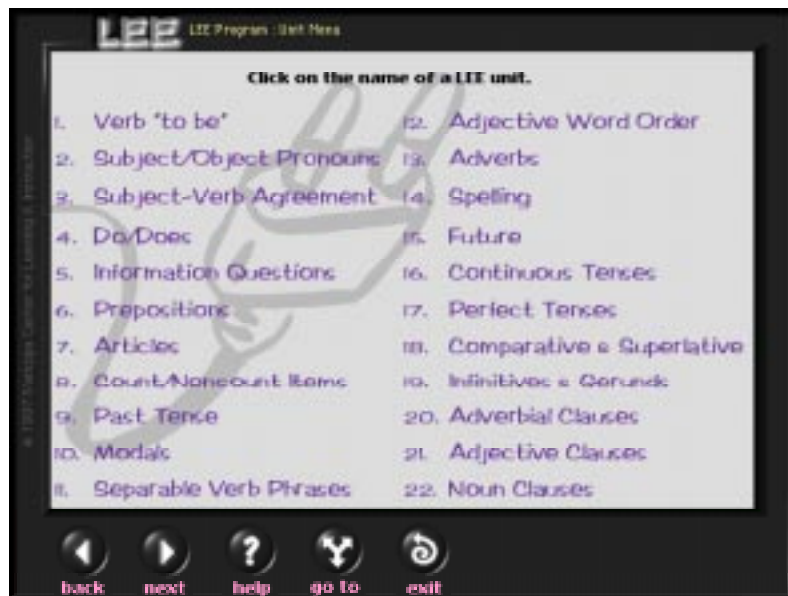 LEE LEE Program : Unit Menu
Click on the name of a LEE unit.
1. Verb "to be"
2. Subject/Object Pronouns
3. Subject-Verb Agreement
4. Do/Does
5. Information Questions
6. Prepositions
7. Articles
8. Count/Noncount Items
9. Past Tense
10. Modals
11. Separable Verb Phrases
12. Adjective Word Order
13. Adverbs
14. Spelling
15. Future
16. Continuous Tenses
17. Perfect Tenses
18. Comparative & Superlative
19. Infinitives & Gerunds
20. Adverbial Clauses
21. Adjective Clauses
22. Noun Clauses
back next help go to exit